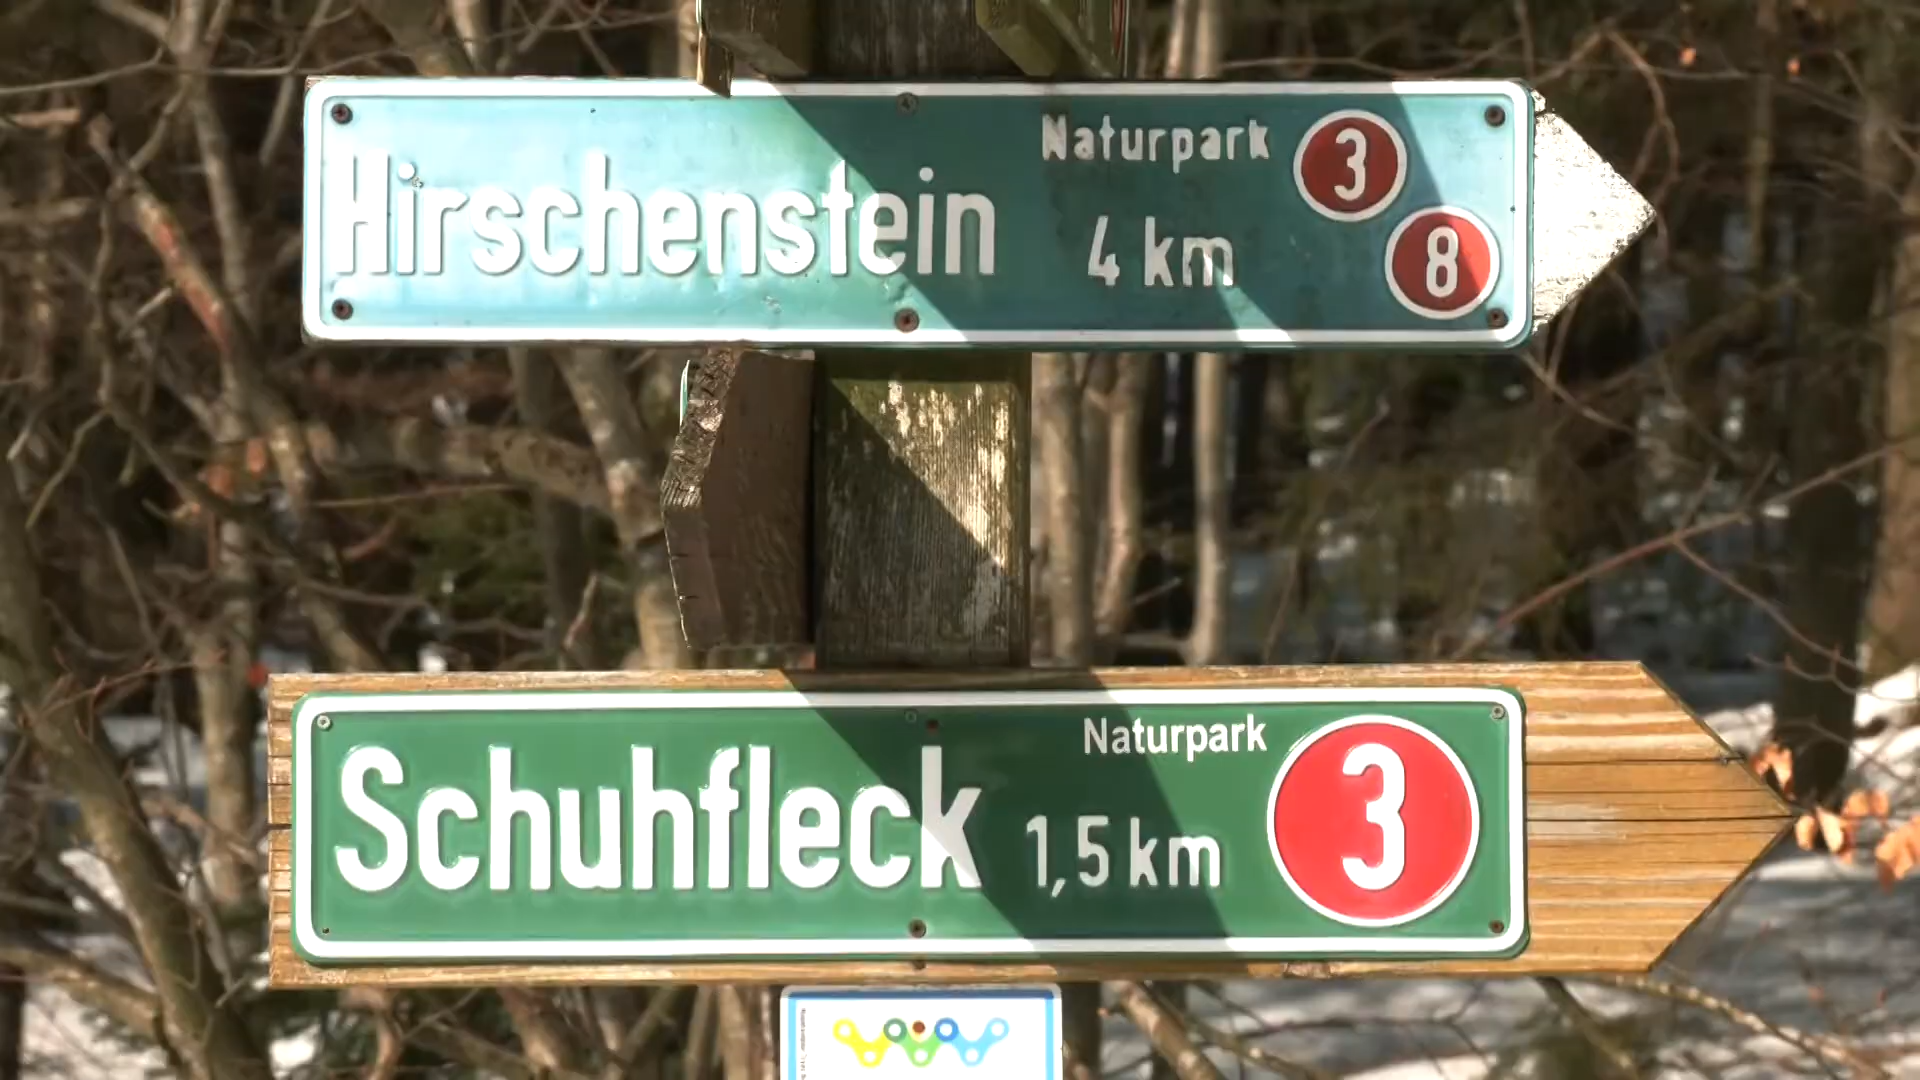 Hirschenstein
Naturpark 3
4 km 8
Schuhfleck
Naturpark
1,5 km 3